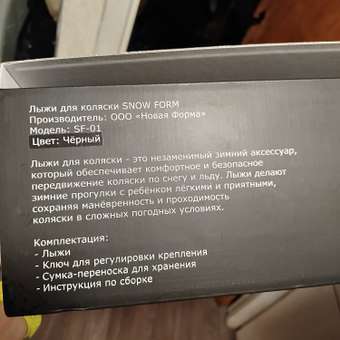 Лыжи для коляски SNOW FORM
Производитель: ООО «Новая Форма»
Модель: SF-01
Цвет: Чёрный
Лыжи для коляски - это незаменимый зимний аксессуар,
который обеспечивает комфортное и безопасное
передвижение коляски по снегу и льду. Лыжи делают
зимние прогулки с ребёнком лёгкими и приятными,
сохраняя манёвренность и проходимость
коляски в сложных погодных условиях.
Комплектация:
- Лыжи
- Ключ для регулировки крепления
- Сумка-переноска для хранения
- Инструкция по сборке